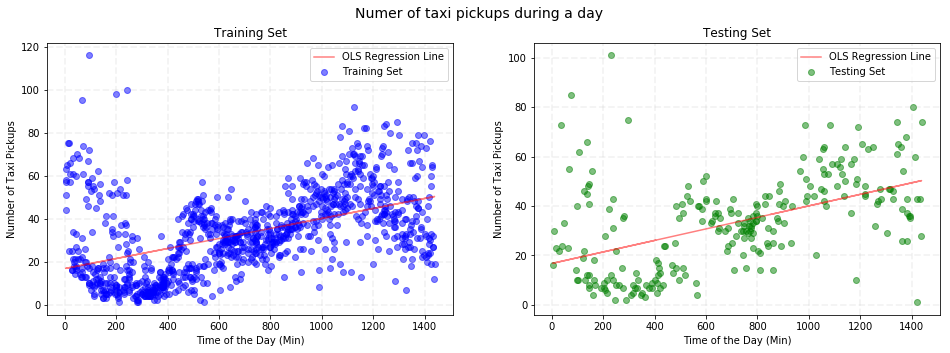 Numer of taxi pickups during a day
Training Set
Testing Set
Number of Taxi Pickups
120
100
80
60
40
20
0
OLS Regression Line
Training Set
0 200 400 600 800 1000 1200 1400
Time of the Day (Min)
Number of Taxi Pickups
100
80
60
40
20
0
OLS Regression Line
Testing Set
0 200 400 600 800 1000 1200 1400
Time of the Day (Min)